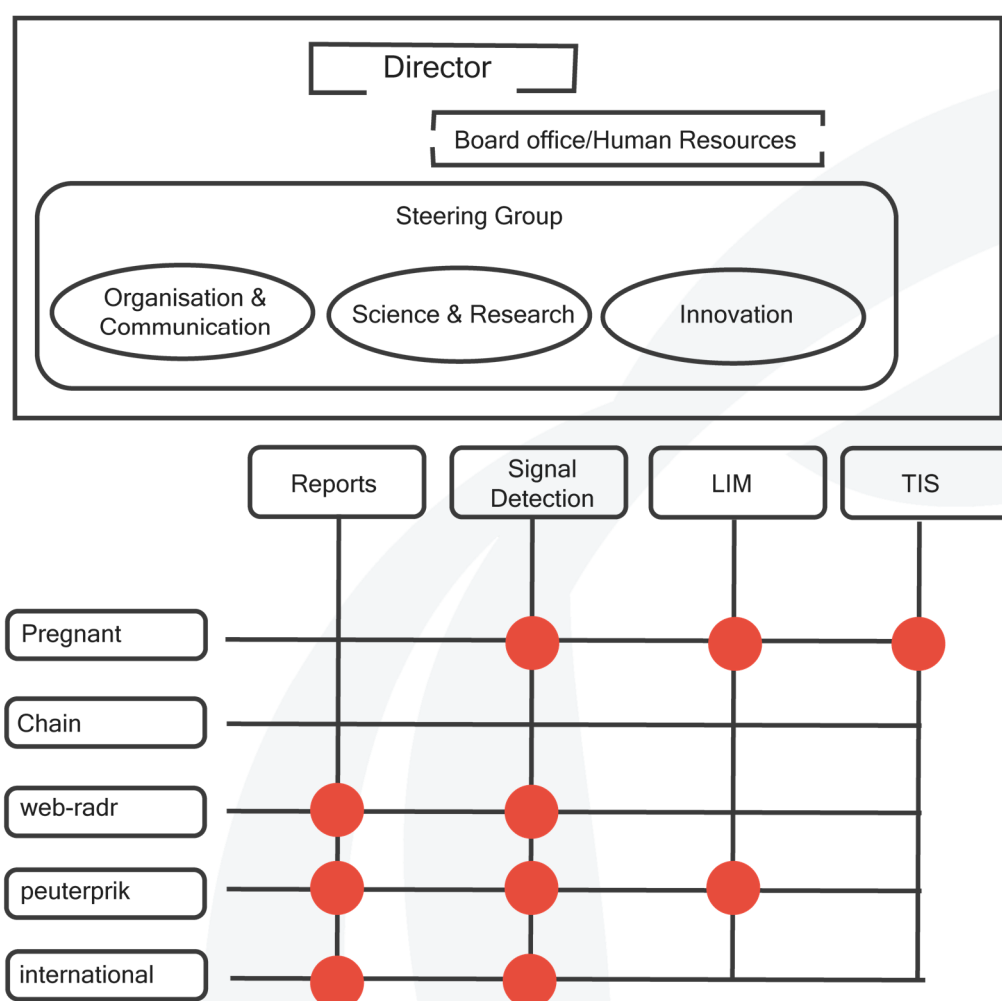 Director
Board office/Human Resources
Steering Group
Organisation &
Communication
Science & Research
Innovation
Reports
Signal
Detection
LIM
TIS
Pregnant
Chain
web-radr
peuterprik
international